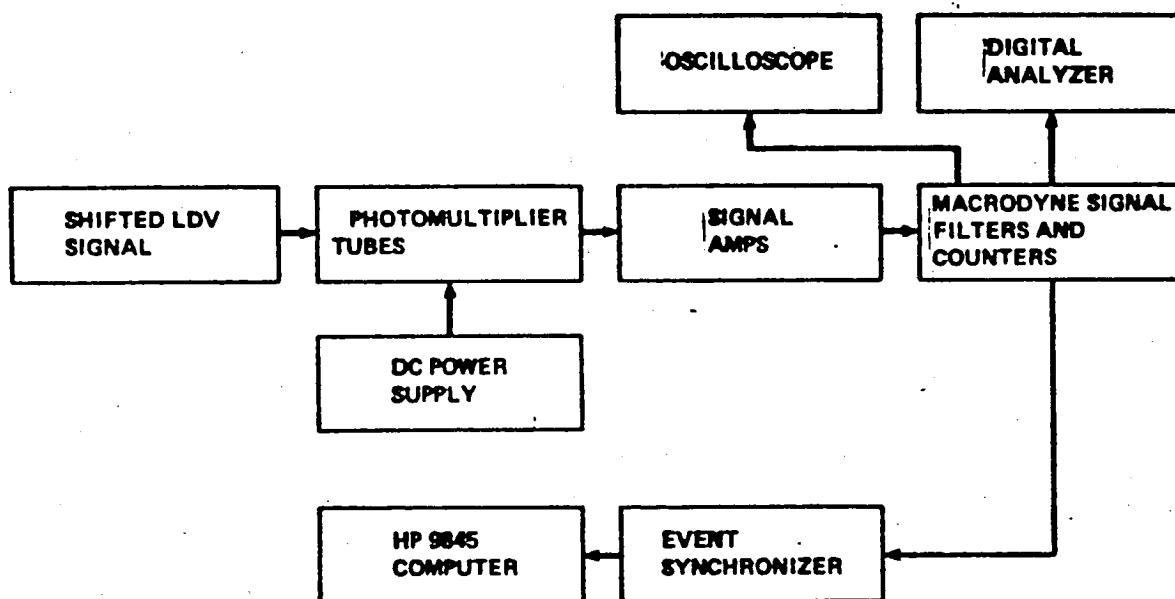 OSCILLOSCOPE
DIGITAL
ANALYZER
SHIFTED LDV
SIGNAL
PHOTOMULTIPLIER
TUBES
SIGNAL
AMPS
MACRODYNE SIGNAL
FILTERS AND
COUNTERS
DC POWER
SUPPLY
HP 9845
COMPUTER
EVENT
SYNCHRONIZER